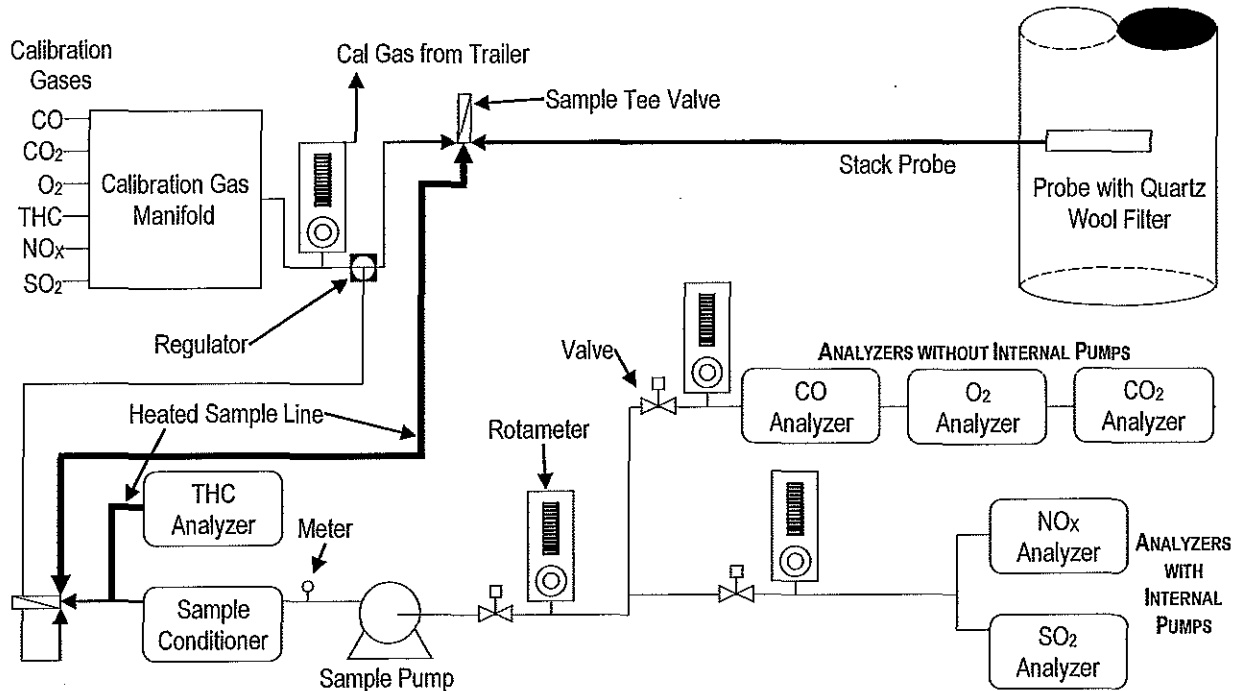 Calibration
Gases
CO
CO₂
O₂
THC
NOx
SO₂
Calibration Gas
Manifold
Cal Gas from Trailer
Sample Tee Valve
Stack Probe
Probe with Quartz
Wool Filter
Regulator
Heated Sample Line
Valve
ANALYZERS WITHOUT INTERNAL PUMPS
CO
Analyzer
O₂
Analyzer
CO₂
Analyzer
Rotameter
THC
Analyzer
Meter
NOx
Analyzer
ANALYZERS
WITH
INTERNAL
PUMPS
Sample
Conditioner
Sample Pump
SO₂
Analyzer